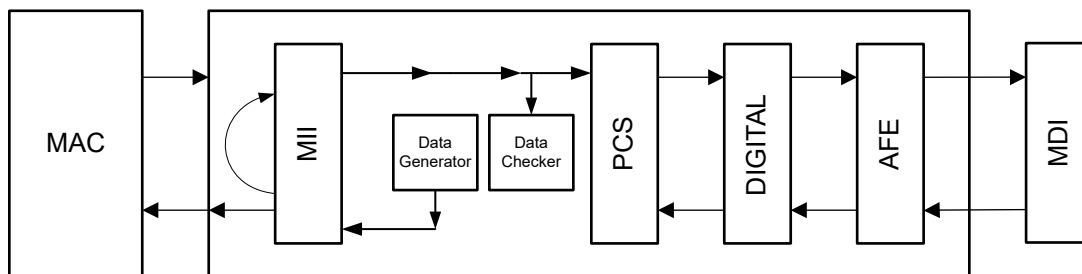 MAC
MII
Data
Generator
Data
Checker
PCS
DIGITAL
AFE
MDI